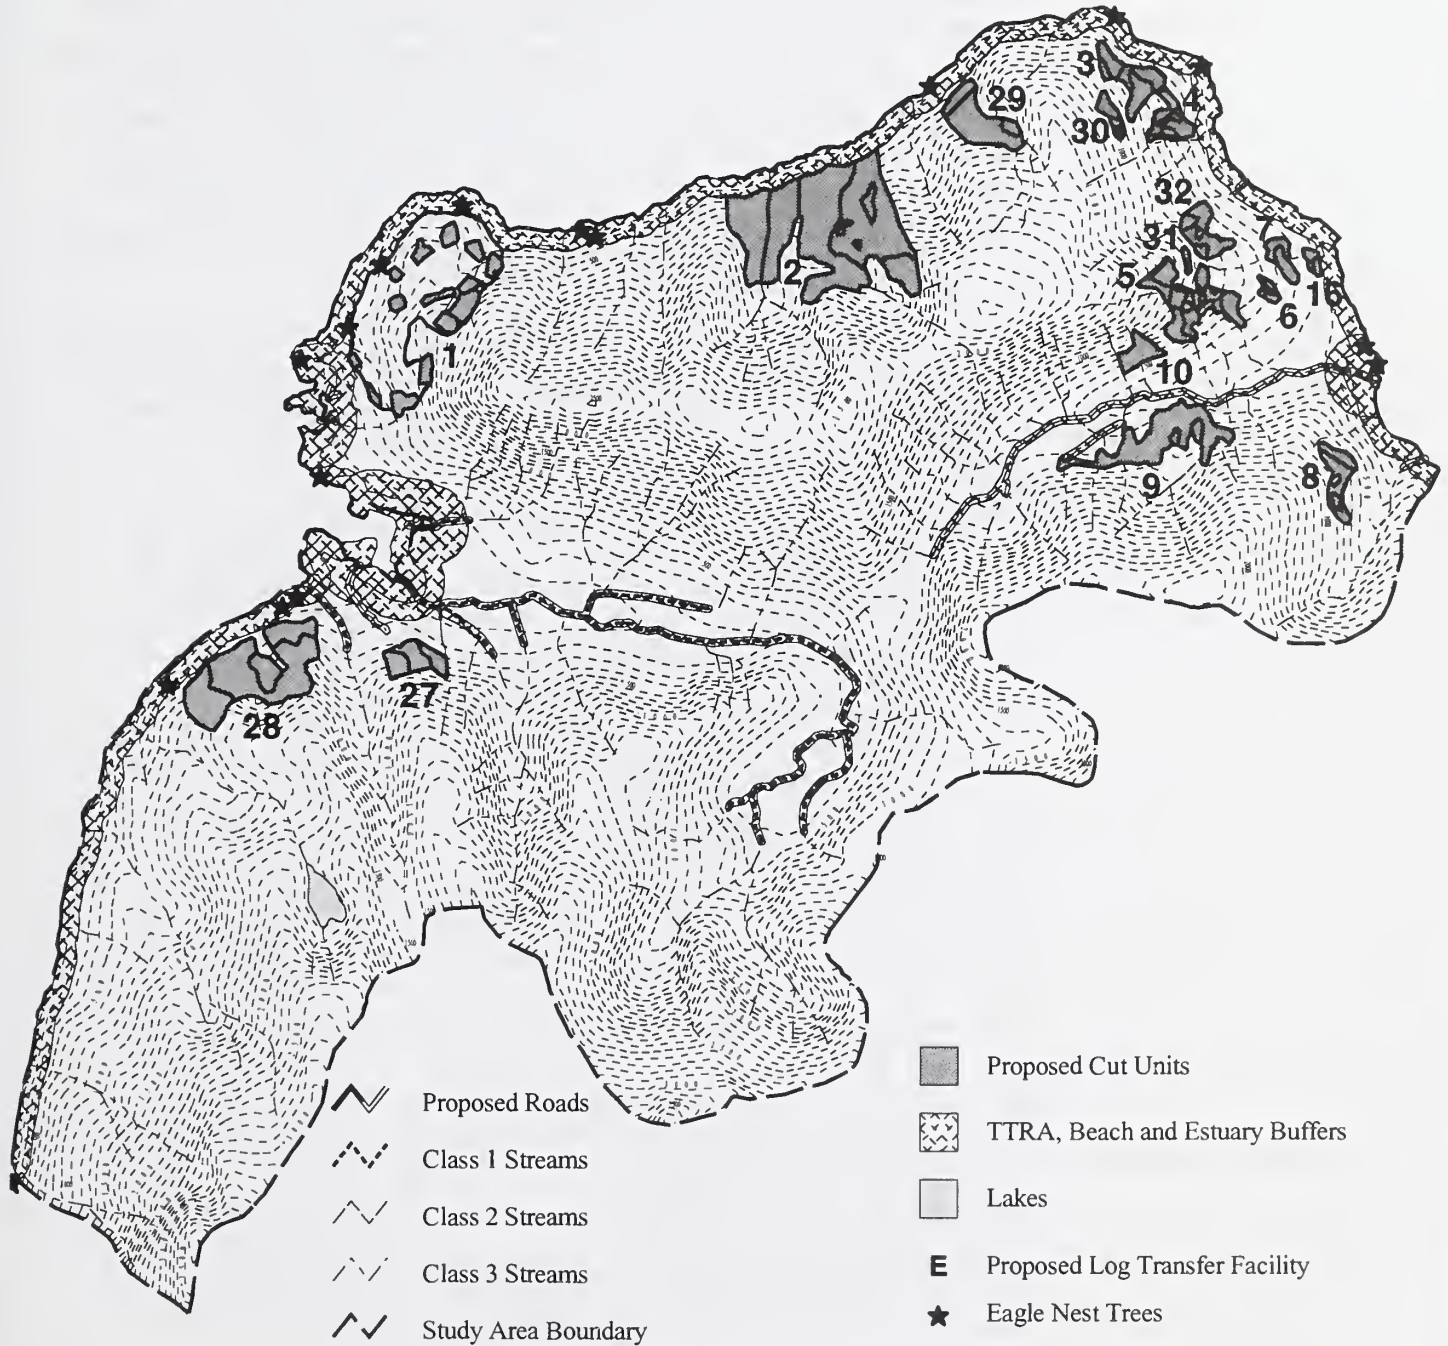 3
29
4
30
32
31
2
5
15
6
1
10
9
8
27
28
Proposed Roads
Class 1 Streams
Class 2 Streams
Class 3 Streams
Study Area Boundary
Proposed Cut Units
TTRA, Beach and Estuary Buffers
Lakes
E Proposed Log Transfer Facility
Eagle Nest Trees